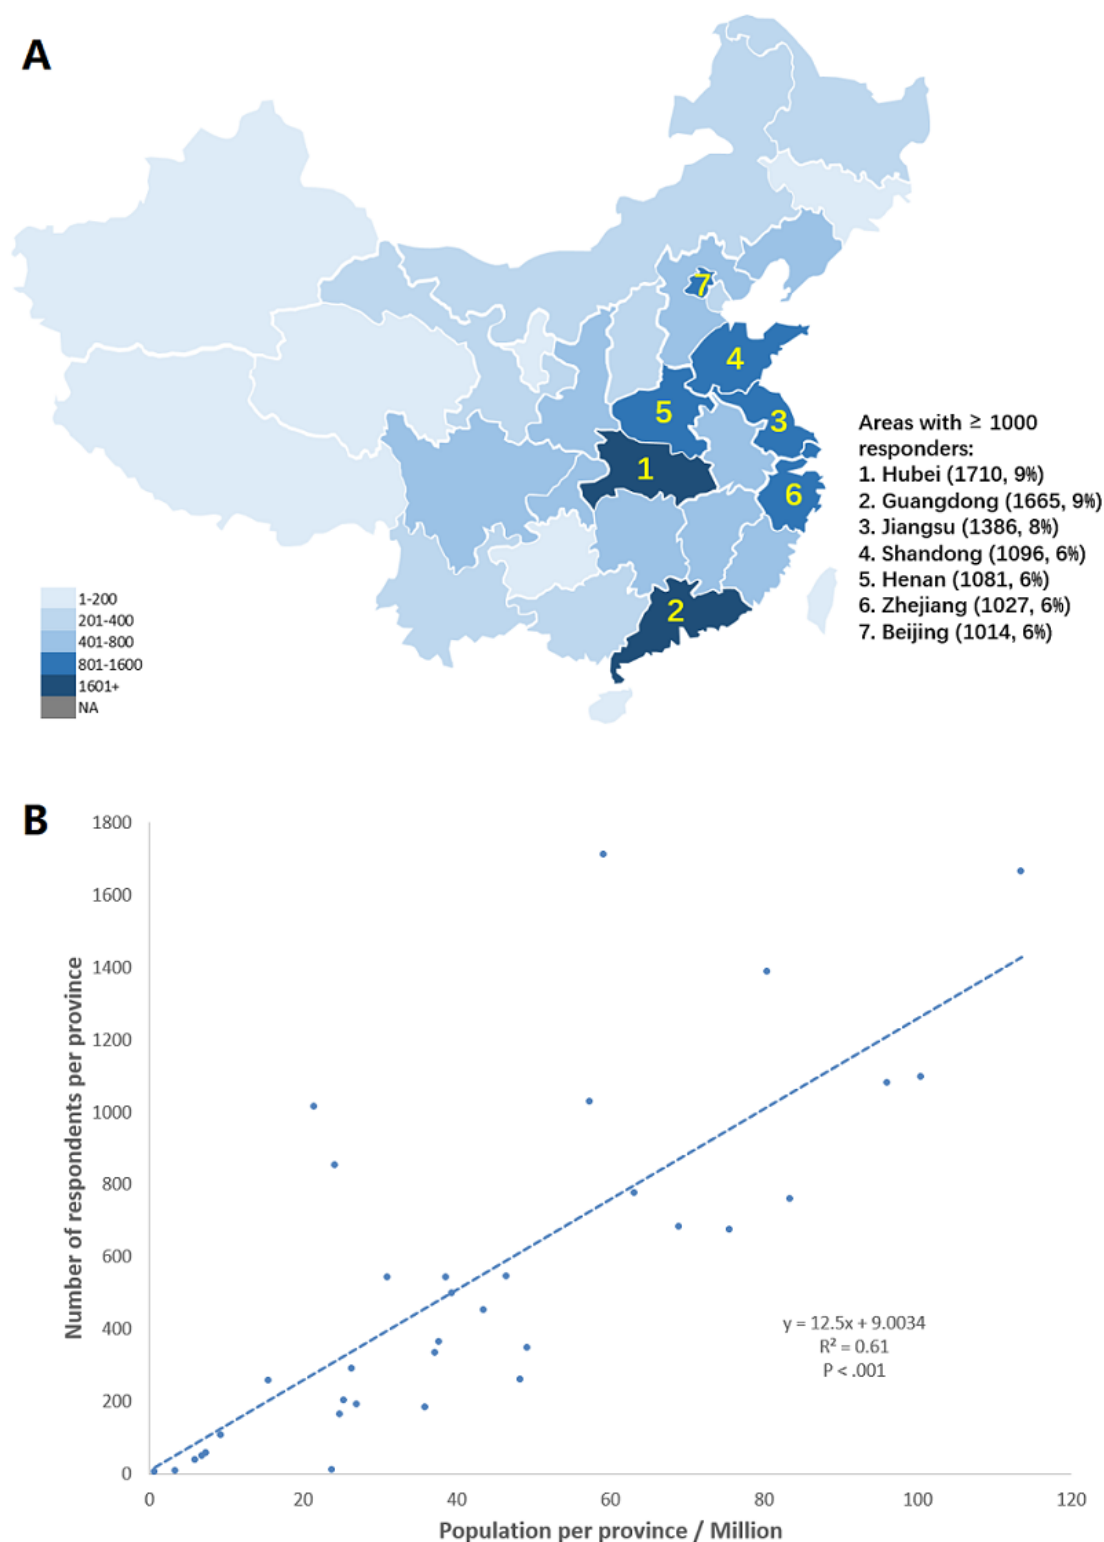 A
7
4
5
3
1
6
2
Areas with ≥ 1000
responders:
1. Hubei (1710, 9%)
2. Guangdong (1665, 9%)
3. Jiangsu (1386, 8%)
4. Shandong (1096, 6%)
5. Henan (1081, 6%)
6. Zhejiang (1027, 6%)
7. Beijing (1014, 6%)
1-200
201-400
401-800
801-1600
1601+
NA
B
1800
1600
1400
1200
1000
800
600
400
200
0
Number of respondents per province
y = 12.5x + 9.0034
R² = 0.61
P < .001
0 20 40 60 80 100 120
Population per province / Million